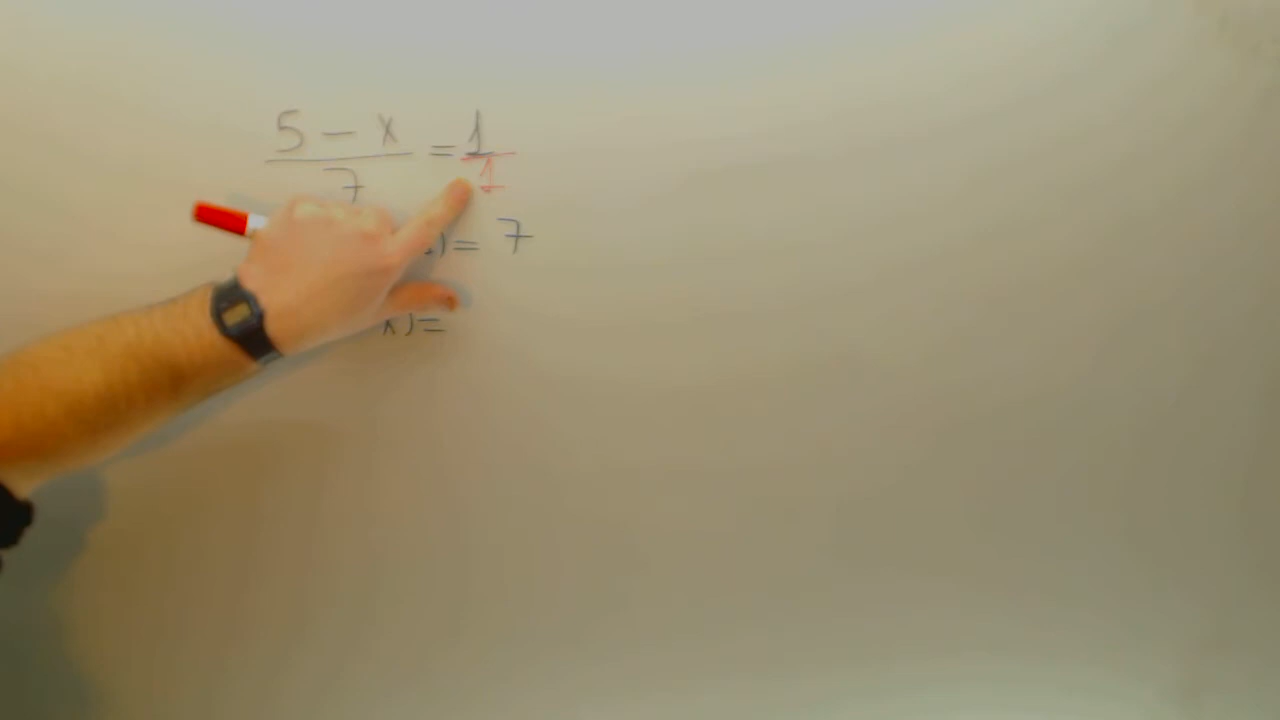 5 - x = 1
7 1
) = 7
x) =